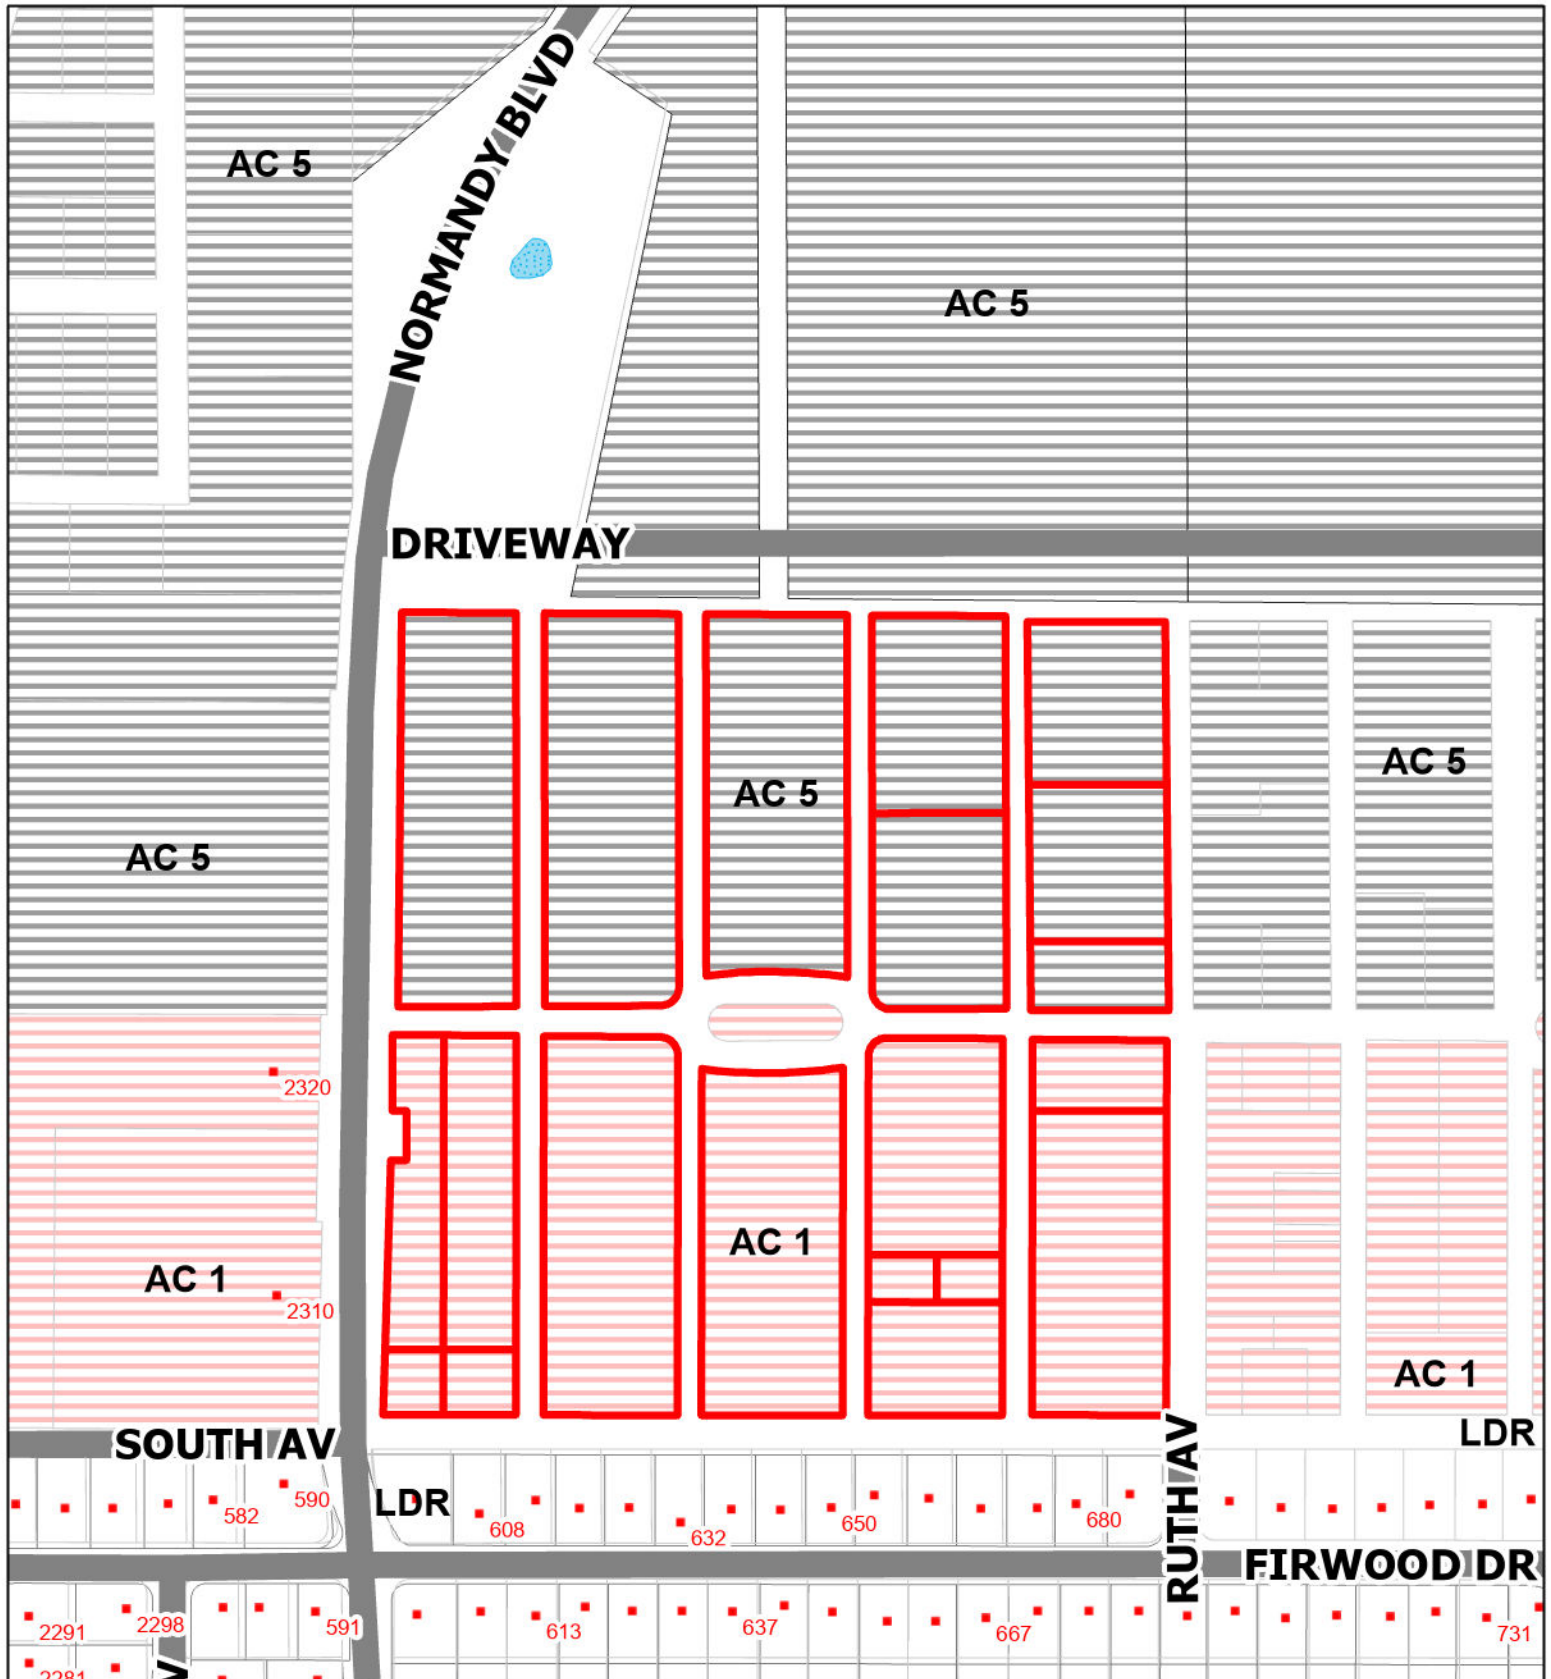 NORMANDY BLVD
AC 5
AC 5
DRIVEWAY
AC 5
AC 5
AC 5
2320
AC 1
AC 1
2310
AC 1
SOUTH AV
LDR
RUTH AV
590
LDR
582
608
632
650
680
FIRWOOD DR
2291
2298
591
613
637
667
731
2281
V